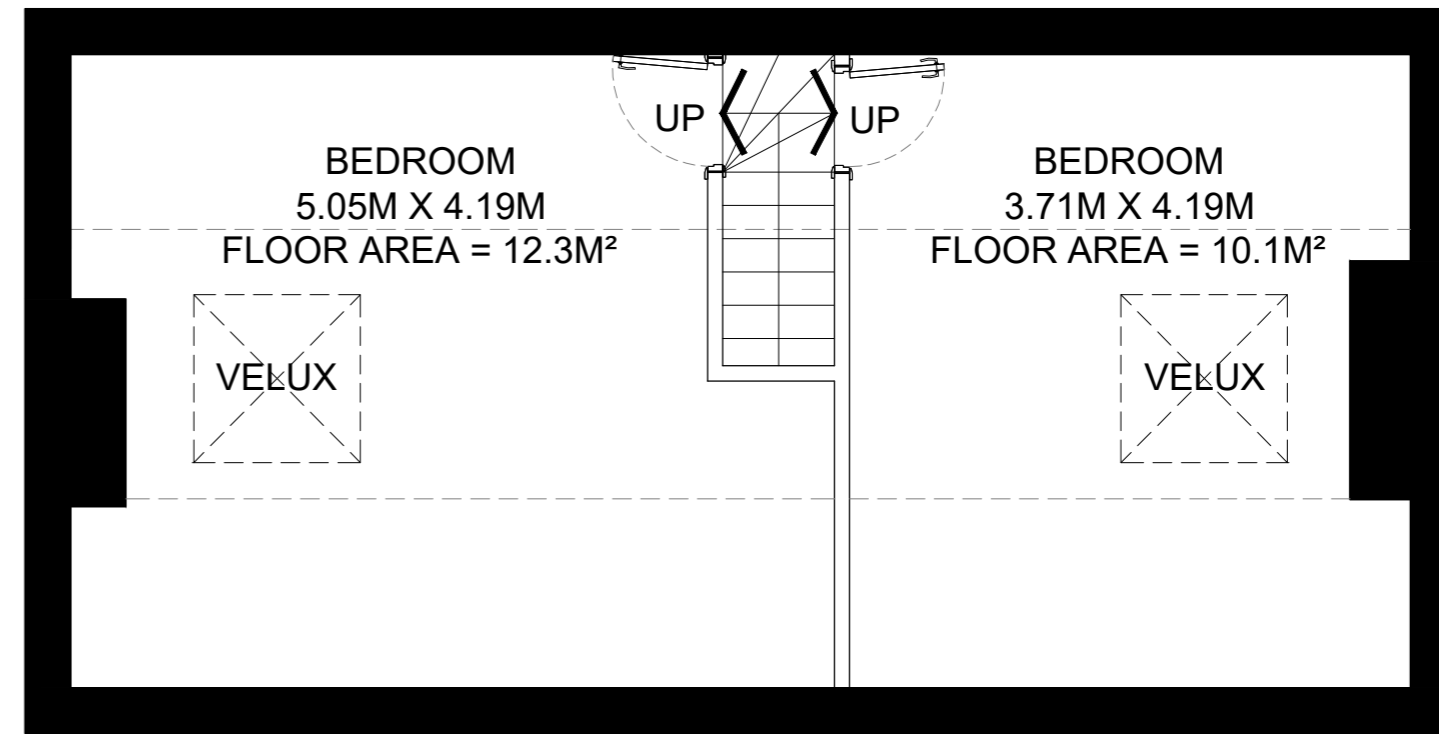 UP
UP
BEDROOM
5.05M X 4.19M
FLOOR AREA = 12.3M²
BEDROOM
3.71M X 4.19M
FLOOR AREA = 10.1M²
VELUX
VELUX